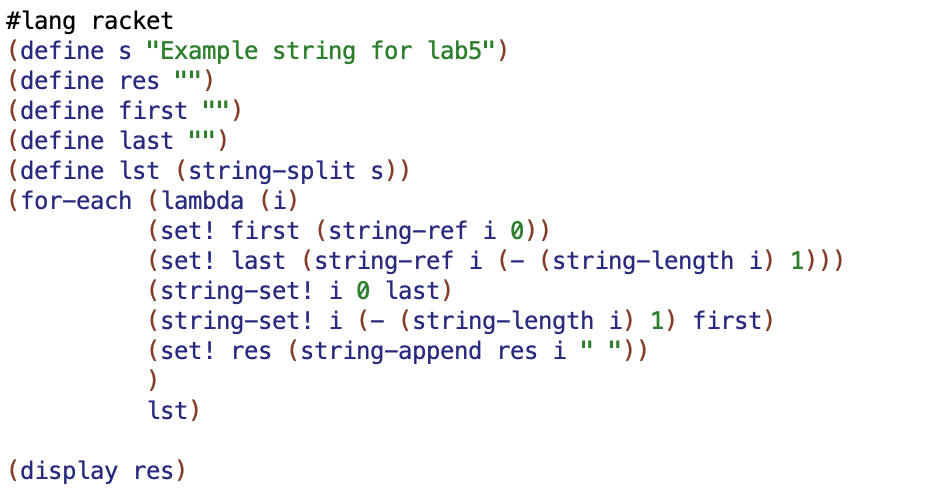 #lang racket
(define s "Example string for lab5")
(define res "")
(define first "")
(define last "")
(define lst (string-split s))
(for-each (lambda (i)
          (set! first (string-ref i 0))
          (set! last (string-ref i (- (string-length i) 1)))
          (string-set! i 0 last)
          (string-set! i (- (string-length i) 1) first)
          (set! res (string-append res i " "))
          )
          lst)

(display res)